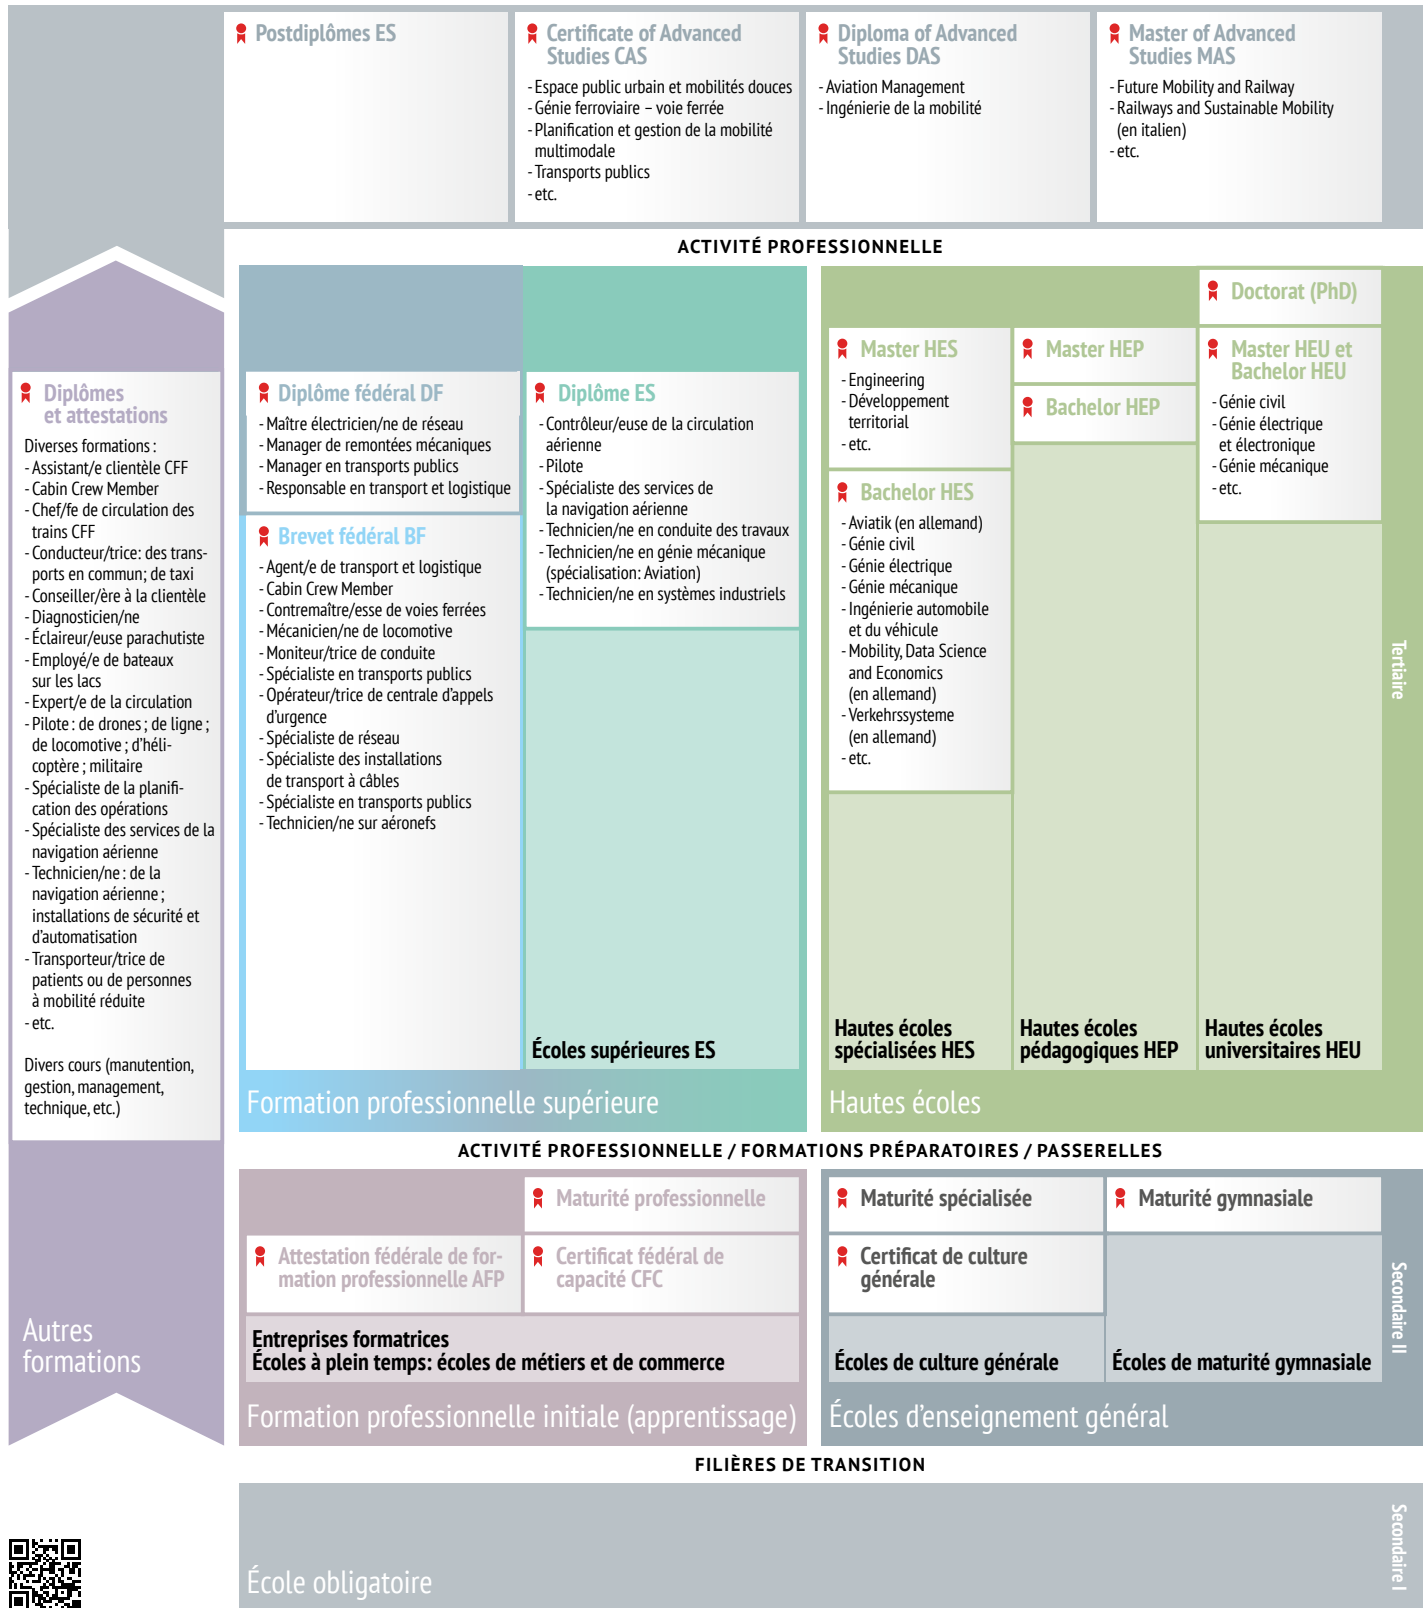 Postdiplômes ES
Certificate of Advanced
Studies CAS
- Espace public urbain et mobilités douces
- Génie ferroviaire – voie ferrée
- Planification et gestion de la mobilité
multimodale
- Transports publics
- etc.
Diploma of Advanced
Studies DAS
- Aviation Management
- Ingénierie de la mobilité
Master of Advanced
Studies MAS
- Future Mobility and Railway
- Railways and Sustainable Mobility
(en italien)
- etc.
ACTIVITÉ PROFESSIONNELLE
Diplômes
et attestations
Diverses formations :
- Assistant/e clientèle CFF
- Cabin Crew Member
- Chef/fe de circulation des
trains CFF
- Conducteur/trice: des trans-
ports en commun; de taxi
- Conseiller/ère à la clientèle
- Diagnosticien/ne
- Éclaireur/euse parachutiste
- Employé/e de bateaux
sur les lacs
- Expert/e de la circulation
- Pilote : de drones ; de ligne ;
de locomotive ; d'héli-
coptère ; militaire
- Spécialiste de la planifi-
cation des opérations
- Spécialiste des services de la
navigation aérienne
- Technicien/ne : de la
navigation aérienne ;
installations de sécurité et
d'automatisation
- Transporteur/trice de
patients ou de personnes
à mobilité réduite
- etc.
Divers cours (manutention,
gestion, management,
technique, etc.)
Autres
formations
Diplôme fédéral DF
- Maître électricien/ne de réseau
- Manager de remontées mécaniques
- Manager en transports publics
- Responsable en transport et logistique
Brevet fédéral BF
- Agent/e de transport et logistique
- Cabin Crew Member
- Contremaître/esse de voies ferrées
- Mécanicien/ne de locomotive
- Moniteur/trice de conduite
- Spécialiste en transports publics
- Opérateur/trice de centrale d'appels
d'urgence
- Spécialiste de réseau
- Spécialiste des installations
de transport à câbles
- Spécialiste en transports publics
- Technicien/ne sur aéronefs
Diplôme ES
- Contrôleur/euse de la circulation
aérienne
- Pilote
- Spécialiste des services de
la navigation aérienne
- Technicien/ne en conduite des travaux
- Technicien/ne en génie mécanique
(spécialisation: Aviation)
- Technicien/ne en systèmes industriels
Écoles supérieures ES
Formation professionnelle supérieure
Master HES
- Engineering
- Développement
territorial
- etc.
Bachelor HES
- Aviatik (en allemand)
- Génie civil
- Génie électrique
- Génie mécanique
- Ingénierie automobile
et du véhicule
- Mobility, Data Science
and Economics
(en allemand)
- Verkehrssysteme
(en allemand)
- etc.
Hautes écoles
spécialisées HES
Master HEP
Bachelor HEP
Hautes écoles
pédagogiques HEP
Doctorat (PhD)
Master HEU et
Bachelor HEU
- Génie civil
- Génie électrique
et électronique
- Génie mécanique
- etc.
Hautes écoles
universitaires HEU
Hautes écoles
Tertiaire
ACTIVITÉ PROFESSIONNELLE / FORMATIONS PRÉPARATOIRES / PASSERELLES
Maturité professionnelle
Attestation fédérale de for-
mation professionnelle AFP
Certificat fédéral de
capacité CFC
Entreprises formatrices
Écoles à plein temps: écoles de métiers et de commerce
Formation professionnelle initiale (apprentissage)
Maturité spécialisée
Certificat de culture
générale
Écoles de culture générale
Maturité gymnasiale
Écoles de maturité gymnasiale
Écoles d'enseignement général
Secondaire II
FILIÈRES DE TRANSITION
École obligatoire
Secondaire I